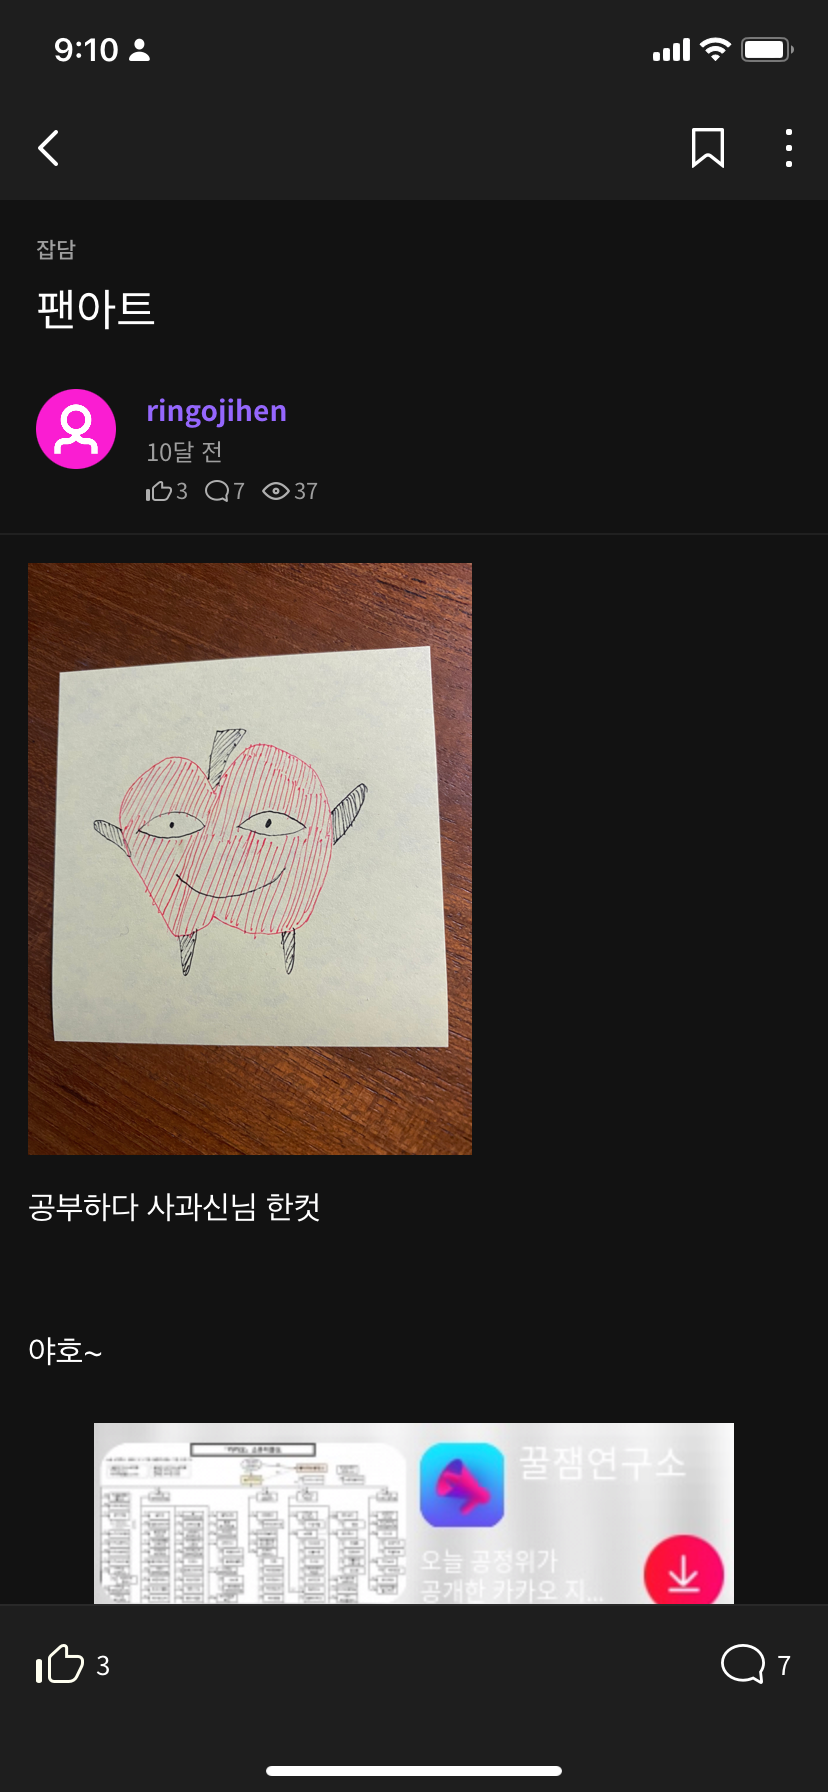 9:10
잡담
팬아트
ringojihen
10달 전
3 7 37
공부하다 사과신님 한컷
야호~
꿀잼연구소
오늘 공정위가
공개한 카카오 지...
3 7